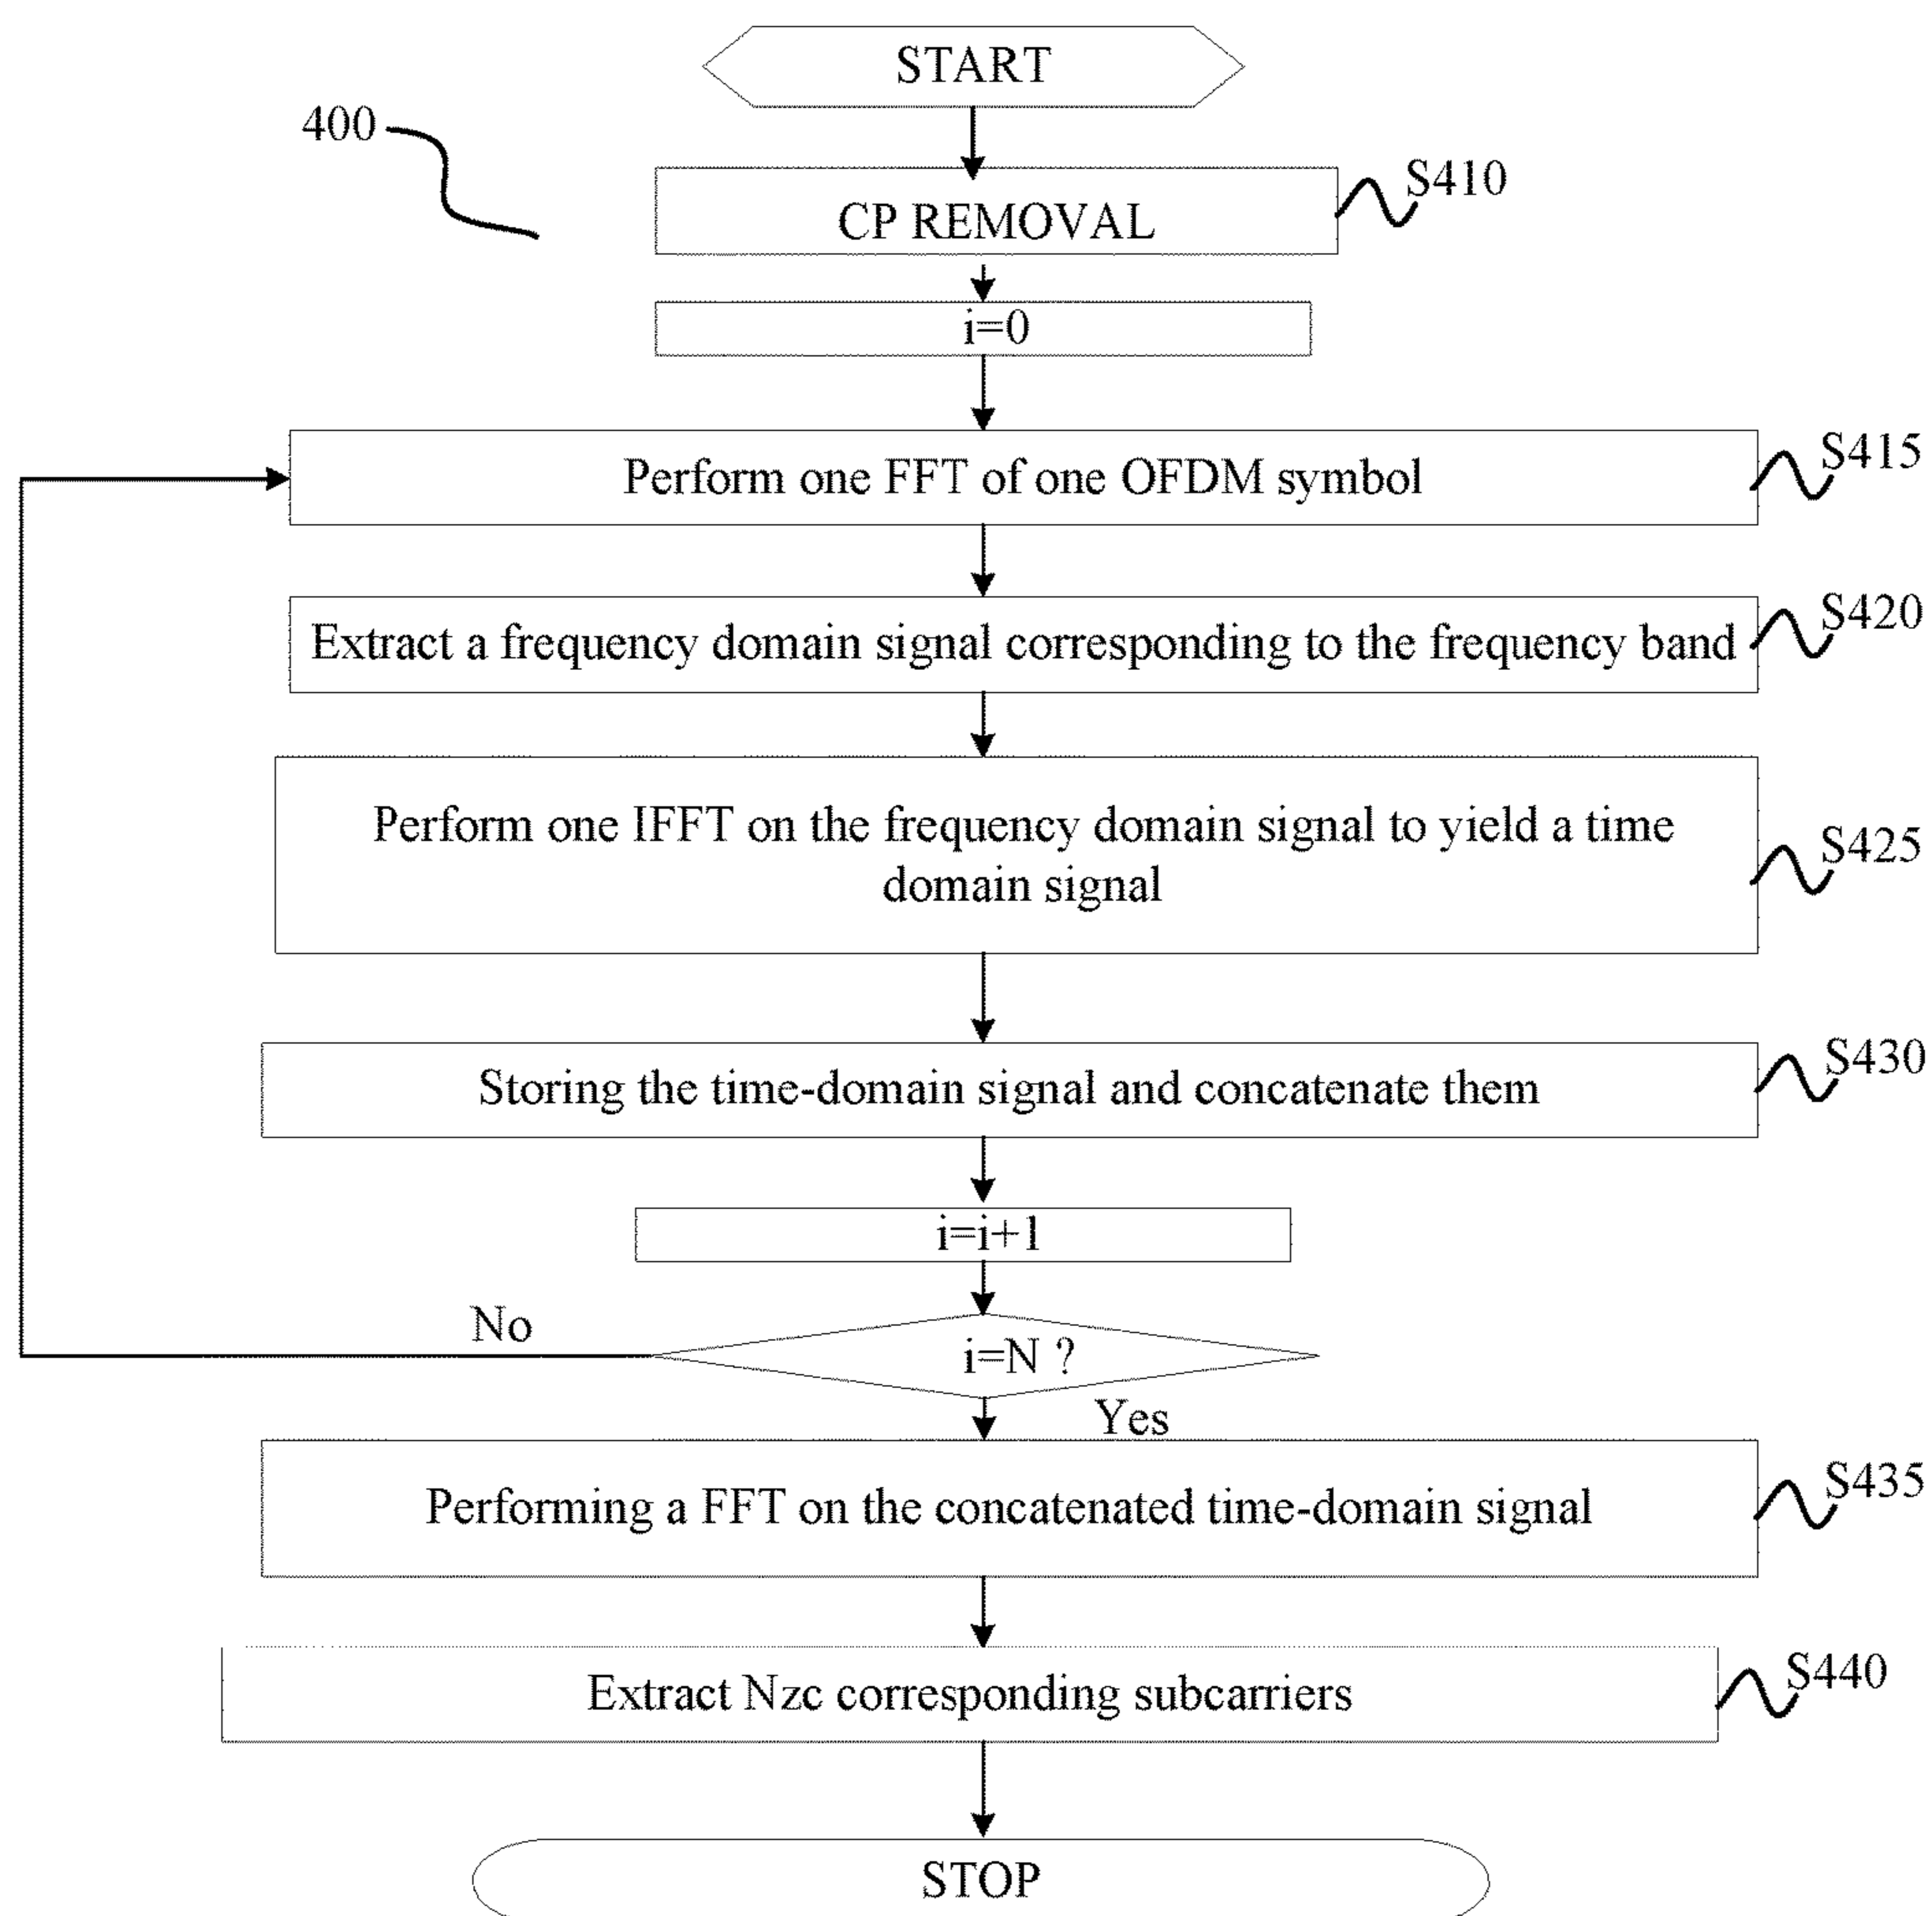 START
400
S410
CP REMOVAL
i=0
S415
Perform one FFT of one OFDM symbol
S420
Extract a frequency domain signal corresponding to the frequency band
Perform one IFFT on the frequency domain signal to yield a time
domain signal
S425
S430
Storing the time-domain signal and concatenate them
i=i+1
No
i=N ?
Yes
S435
Performing a FFT on the concatenated time-domain signal
S440
Extract Nzc corresponding subcarriers
STOP